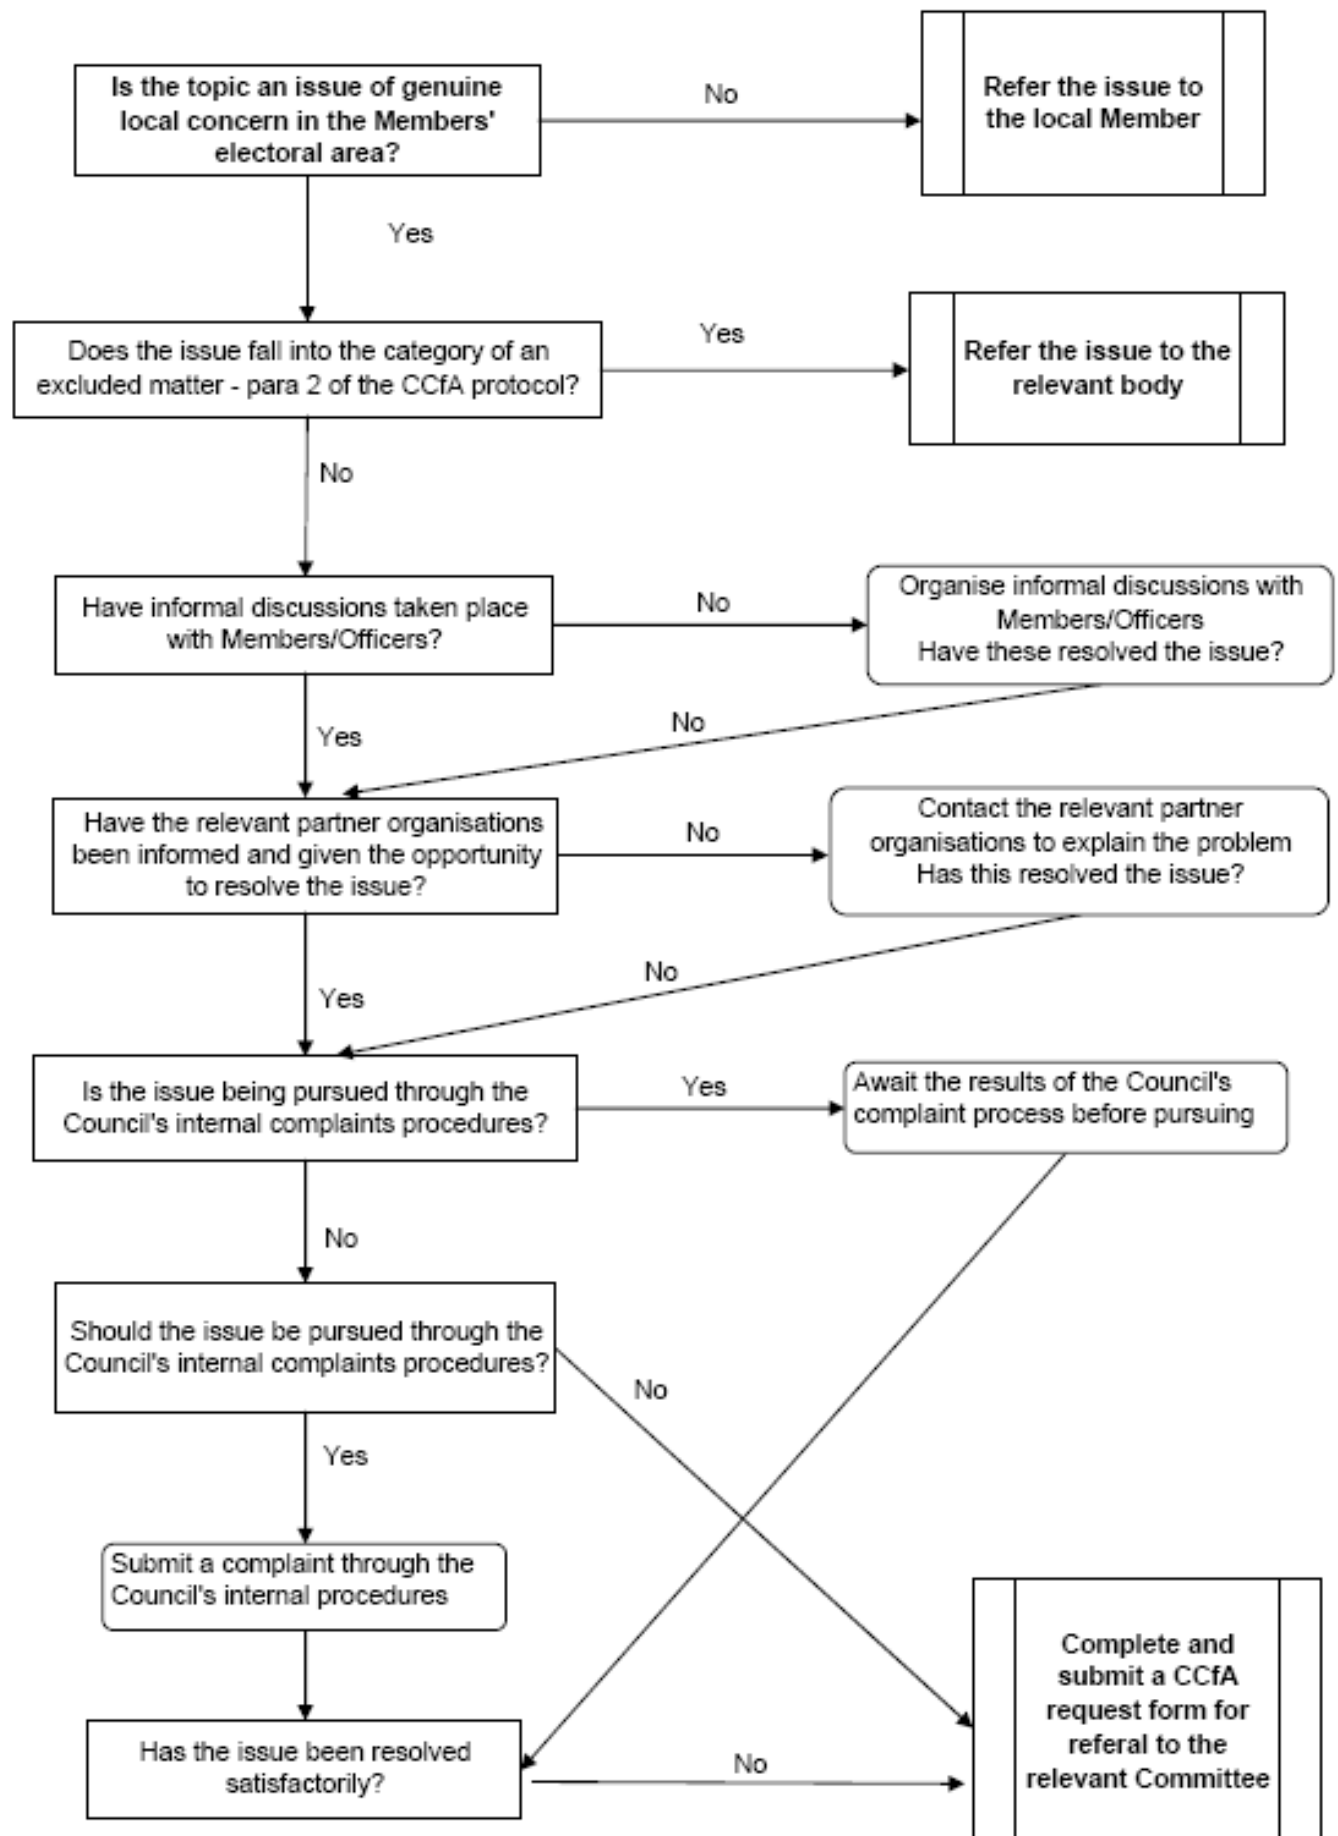 Is the topic an issue of genuine
local concern in the Members'
electoral area?
No
Refer the issue to
the local Member
Yes
Does the issue fall into the category of an
excluded matter - para 2 of the CCfA protocol?
Yes
Refer the issue to the
relevant body
No
Have informal discussions taken place
with Members/Officers?
No
Organise informal discussions with
Members/Officers
Have these resolved the issue?
Yes
No
Have the relevant partner organisations
been informed and given the opportunity
to resolve the issue?
No
Contact the relevant partner
organisations to explain the problem
Has this resolved the issue?
Yes
No
Is the issue being pursued through the
Council's internal complaints procedures?
Yes
Await the results of the Council's
complaint process before pursuing
No
Should the issue be pursued through the
Council's internal complaints procedures?
No
Yes
Submit a complaint through the
Council's internal procedures
Has the issue been resolved
satisfactorily?
No
Complete and
submit a CCfA
request form for
referal to the
relevant Committee